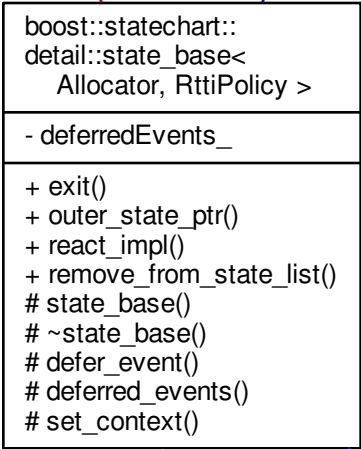 boost::statechart::
detail::state_base<
Allocator, RttiPolicy >
- deferredEvents_
+ exit()
+ outer_state_ptr()
+ react_impl()
+ remove_from_state_list()
# state_base()
# ~state_base()
# defer_event()
# deferred_events()
# set_context()